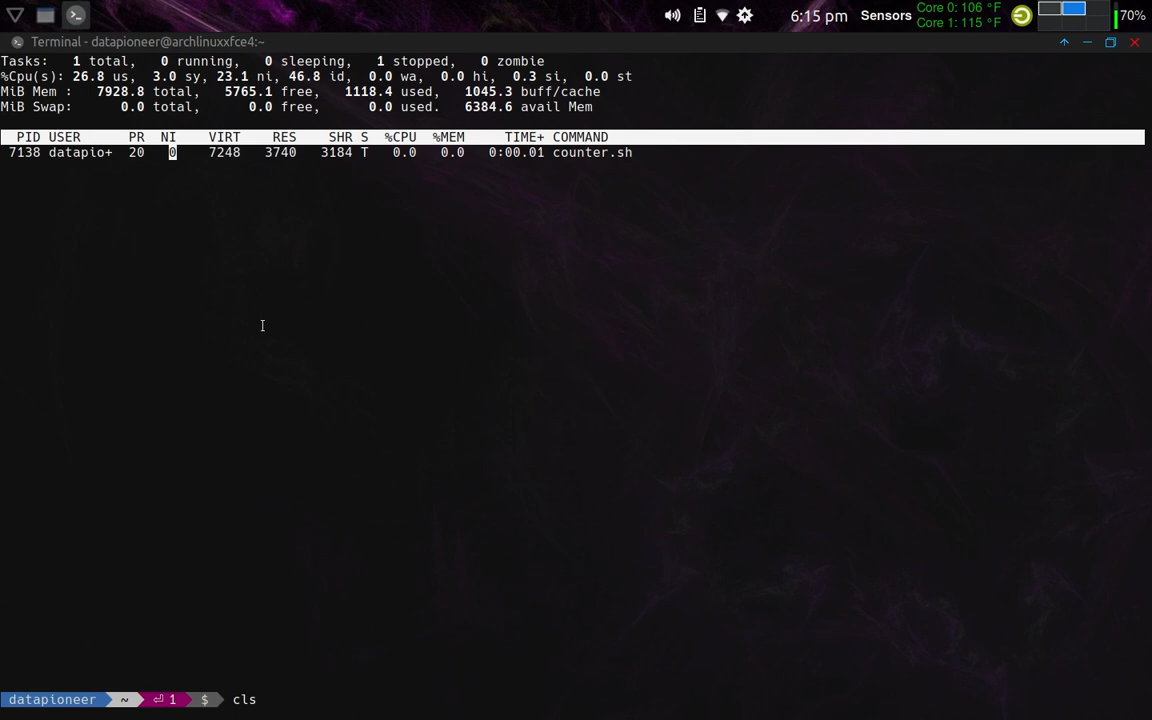 6:15 pm Sensors Core 0: 106 °F 70%
Core 1: 115 °F
Terminal - datapioneer@archlinuxxfce4:~
Tasks: 1 total, 0 running, 0 sleeping, 1 stopped, 0 zombie
%Cpu(s): 26.8 us, 3.0 sy, 23.1 ni, 46.8 id, 0.0 wa, 0.0 hi, 0.3 si, 0.0 st
MiB Mem : 7928.8 total, 5765.1 free, 1118.4 used, 1045.3 buff/cache
MiB Swap: 0.0 total, 0.0 free, 0.0 used. 6384.6 avail Mem
PID USER PR NI VIRT RES SHR S %CPU %MEM TIME+ COMMAND
7138 datapio+ 20 0 7248 3740 3184 T 0.0 0.0 0:00.01 counter.sh
datapioneer ~ ⏎ 1 $ cls